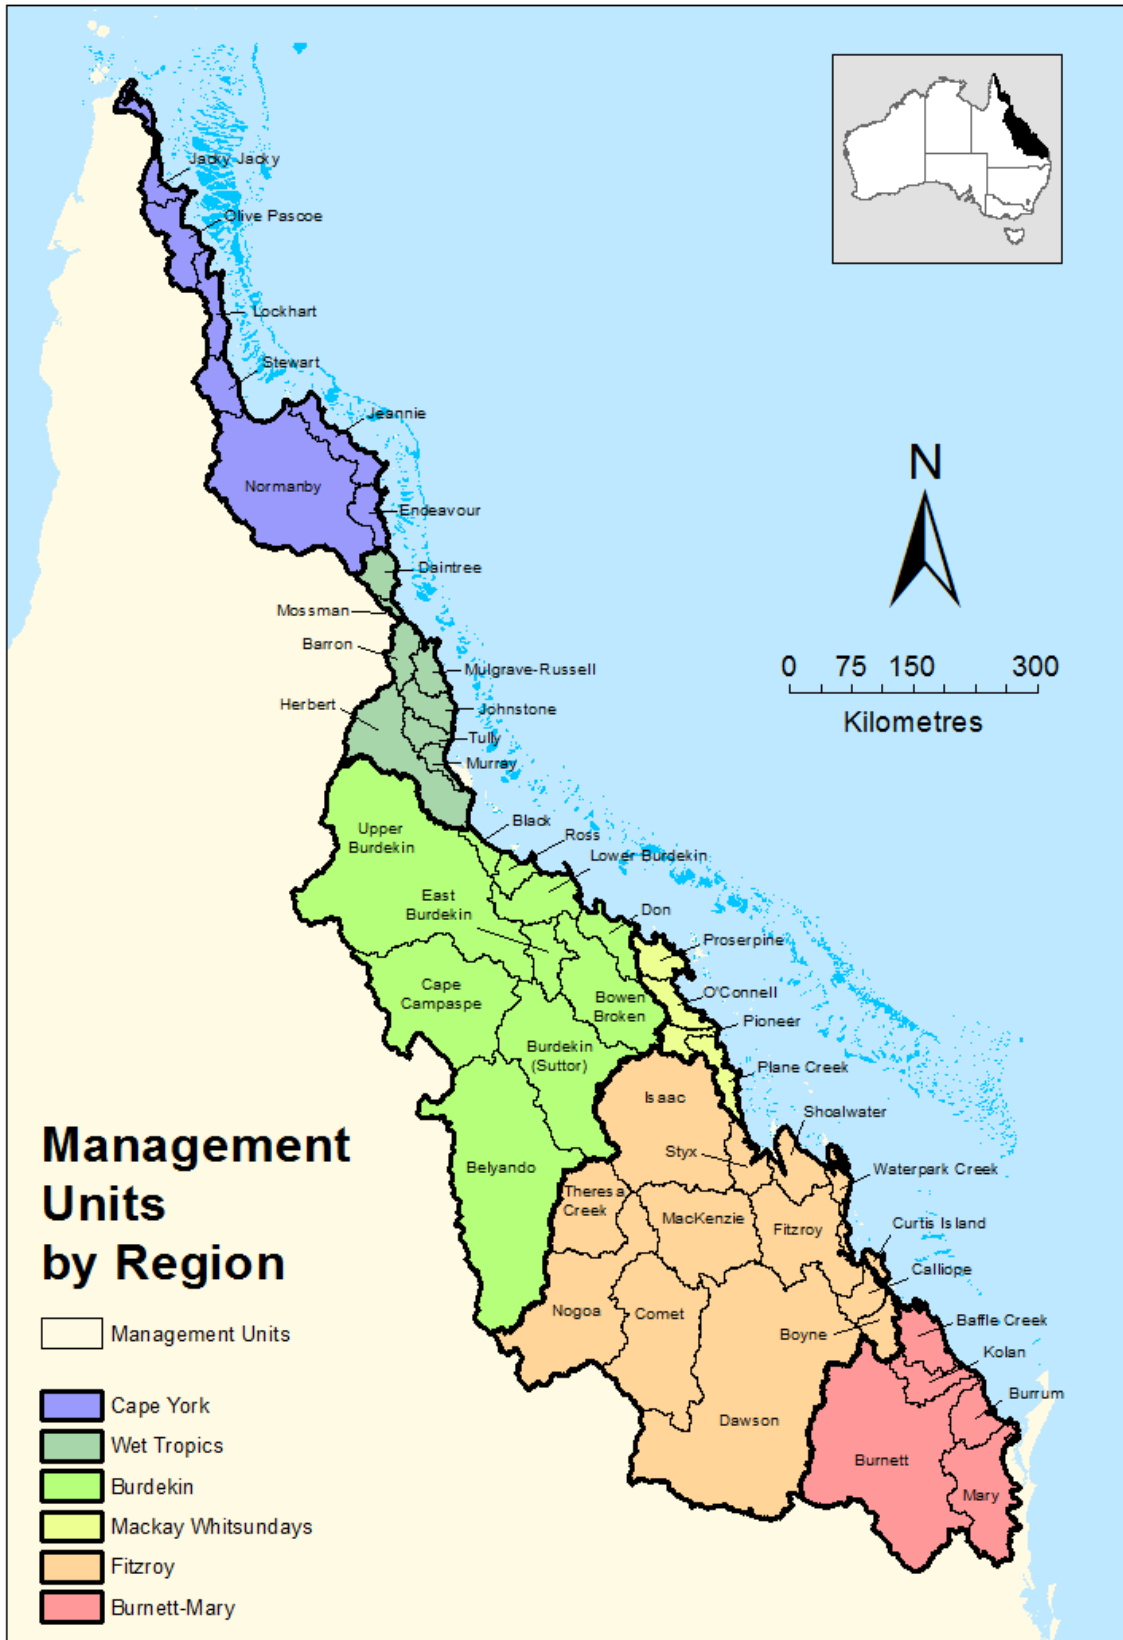 Jacky Jacky
Olive Pascoe
Lockhart
Stewart
Jeannie
Normanby
Endeavour
Daintree
Mossman
Barron
Mulgrave-Russell
Herbert
Johnstone
Tully
Murray
Black
Upper
Burdekin
Ross
Lower Burdekin
East
Burdekin
Don
Proserpine
Cape
Campaspe
O'Connell
Bowen
Broken
Pioneer
Burdekin
(Suttor)
Plane Creek
Isaac
Shoalwater
Styx
Belyando
Waterpark Creek
Theresa
Creek
MacKenzie
Fitzroy
Curtis Island
Calliope
Nogoa
Comet
Boyne
Baffle Creek
Kolan
Burrum
Dawson
Burnett
Mary
N
0 75 150 300
Kilometres
Management
Units
by Region
Management Units
Cape York
Wet Tropics
Burdekin
Mackay Whitsundays
Fitzroy
Burnett-Mary